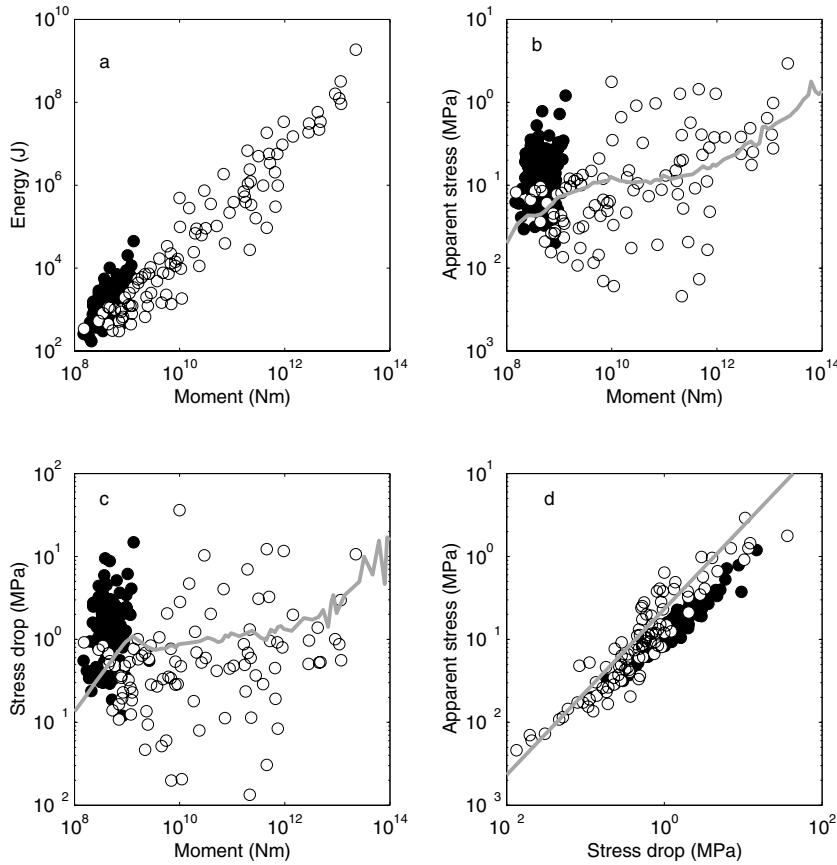 a
Energy (J)
10^10
10^8
10^6
10^4
10^2
10^8 10^10 10^12 10^14
Moment (Nm)
b
Apparent stress (MPa)
10^1
10^0
10^1
10^2
10^3
10^8 10^10 10^12 10^14
Moment (Nm)
c
Stress drop (MPa)
10^2
10^1
10^0
10^1
10^2
10^8 10^10 10^12 10^14
Moment (Nm)
d
Apparent stress (MPa)
10^1
10^0
10^1
10^2
10^3
10^2 10^0 10^2
Stress drop (MPa)